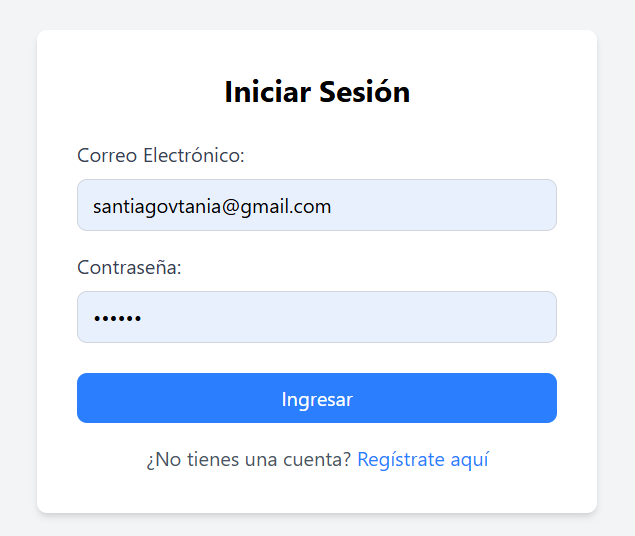 Iniciar Sesión
Correo Electrónico:
santiagovtania@gmail.com
Contraseña:
••••••
Ingresar
¿No tienes una cuenta? Regístrate aquí